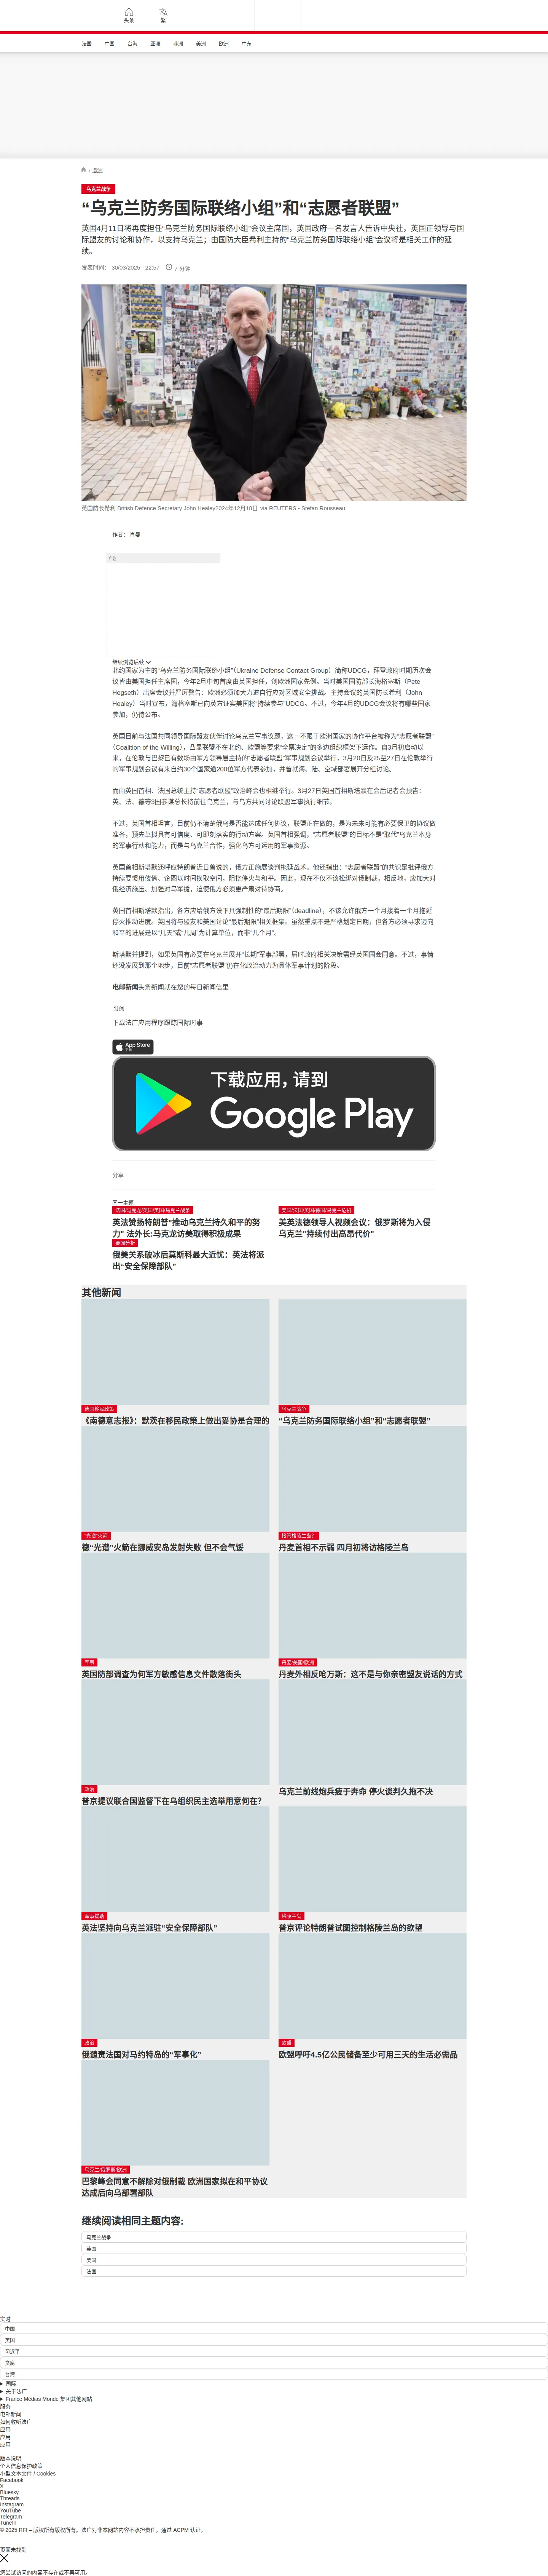 头条
繁
法国
中国
台海
亚洲
非洲
美洲
欧洲
中东
/ 欧洲
乌克兰战争
“乌克兰防务国际联络小组”和“志愿者联盟”
英国4月11日将再度担任“乌克兰防务国际联络小组”会议主席国，英国政府一名发言人告诉中央社，英国正领导与国
际盟友的讨论和协作，以支持乌克兰；由国防大臣希利主持的“乌克兰防务国际联络小组”会议将是相关工作的延
续。
发表时间： 30/03/2025 - 22:57
7 分钟
英国防长希利 British Defence Secretary John Healey2024年12月18日 via REUTERS - Stefan Rousseau
作者： 肖曼
广告
继续浏览后续
北约国家为主的“乌克兰防务国际联络小组”（Ukraine Defense Contact Group）简称UDCG，拜登政府时期历次会
议皆由美国担任主席国，今年2月中旬首度由英国担任，创欧洲国家先例。当时美国国防部长海格塞斯（Pete
Hegseth）出席会议并严厉警告：欧洲必须加大力道自行应对区域安全挑战。主持会议的英国防长希利（John
Healey）当时宣布，海格塞斯已向英方证实美国将“持续参与”UDCG。不过，今年4月的UDCG会议将有哪些国家
参加，仍待公布。
英国目前与法国共同领导国际盟友伙伴讨论乌克兰军事议题，这一不限于欧洲国家的协作平台被称为“志愿者联盟”
（Coalition of the Willing），凸显联盟不在北约、欧盟等要求“全票决定”的多边组织框架下运作。自3月初启动以
来，在伦敦与巴黎已有数场由军方领导层主持的“志愿者联盟”军事规划会议举行，3月20日及25至27日在伦敦举行
的军事规划会议有来自约30个国家逾200位军方代表参加，并曾就海、陆、空域部署展开分组讨论。
而由英国首相、法国总统主持“志愿者联盟”政治峰会也相继举行。3月27日英国首相斯塔默在会后记者会预告：
英、法、德等3国参谋总长将前往乌克兰，与乌方共同讨论联盟军事执行细节。
不过，英国首相坦言，目前仍不清楚俄乌是否能达成任何协议，联盟正在做的，是为未来可能有必要保卫的协议做
准备，预先草拟具有可信度、可即刻落实的行动方案。英国首相强调，“志愿者联盟”的目标不是“取代”乌克兰本身
的军事行动和能力，而是与乌克兰合作，强化乌方可运用的军事资源。
英国首相斯塔默还呼应特朗普近日曾说的，俄方正施展谈判拖延战术。他还指出：“志愿者联盟”的共识是批评俄方
持续耍惯用伎俩、企图以时间换取空间，阻挠停火与和平。因此，现在不仅不该松绑对俄制裁，相反地，应加大对
俄经济施压、加强对乌军援，迫使俄方必须更严肃对待协商。
英国首相斯塔默指出，各方应给俄方设下具强制性的“最后期限”（deadline），不该允许俄方一个月接着一个月拖延
停火推动进度。英国将与盟友和美国讨论“最后期限”相关框架。虽然重点不是严格划定日期，但各方必须寻求迈向
和平的进展是以“几天”或“几周”为计算单位，而非“几个月”。
斯塔默并提到，如果英国有必要在乌克兰展开“长期”军事部署，届时政府相关决策需经英国国会同意。不过，事情
还没发展到那个地步，目前“志愿者联盟”仍在化政治动力为具体军事计划的阶段。
电邮新闻头条新闻就在您的每日新闻信里
订阅
下载法广应用程序跟踪国际时事
App Store
下载
下载应用，请到
Google Play
分享 :
同一主题
法国/马克龙/英国/美国/乌克兰战争
英法赞扬特朗普"推动乌克兰持久和平的努
力" 法外长:马克龙访美取得积极成果
美国/法国/英国/德国/乌克兰危机
美英法德领导人视频会议：俄罗斯将为入侵
乌克兰"持续付出高昂代价"
要闻分析
俄美关系破冰后莫斯科最大近忧：英法将派
出“安全保障部队”
其他新闻
德国移民政策
《南德意志报》：默茨在移民政策上做出妥协是合理的
乌克兰战争
“乌克兰防务国际联络小组”和“志愿者联盟”
“光谱”火箭
德“光谱”火箭在挪威安岛发射失败 但不会气馁
接管格陵兰岛?
丹麦首相不示弱 四月初将访格陵兰岛
军事
英国防部调查为何军方敏感信息文件散落街头
丹麦/美国/欧洲
丹麦外相反呛万斯：这不是与你亲密盟友说话的方式
政治
普京提议联合国监督下在乌组织民主选举用意何在？
乌克兰前线炮兵疲于奔命 停火谈判久拖不决
军事援助
英法坚持向乌克兰派驻“安全保障部队”
格陵兰岛
普京评论特朗普试图控制格陵兰岛的欲望
政治
俄谴责法国对马约特岛的“军事化”
欧盟
欧盟呼吁4.5亿公民储备至少可用三天的生活必需品
乌克兰/俄罗斯/欧洲
巴黎峰会同意不解除对俄制裁 欧洲国家拟在和平协议
达成后向乌部署部队
继续阅读相同主题内容:
乌克兰战争
英国
美国
法国
实时
中国
美国
习近平
贪腐
台湾
国际
关于法广
France Médias Monde 集团其他网站
服务
电邮新闻
如何收听法广
应用
应用
应用
版本说明
个人信息保护政策
小型文本文件 / Cookies
Facebook
X
Bluesky
Threads
Instagram
YouTube
Telegram
TuneIn
© 2025 RFI – 版权所有版权所有。法广对非本网站内容不承担责任。通过 ACPM 认证。
页面未找到
您尝试访问的内容不存在或不再可用。